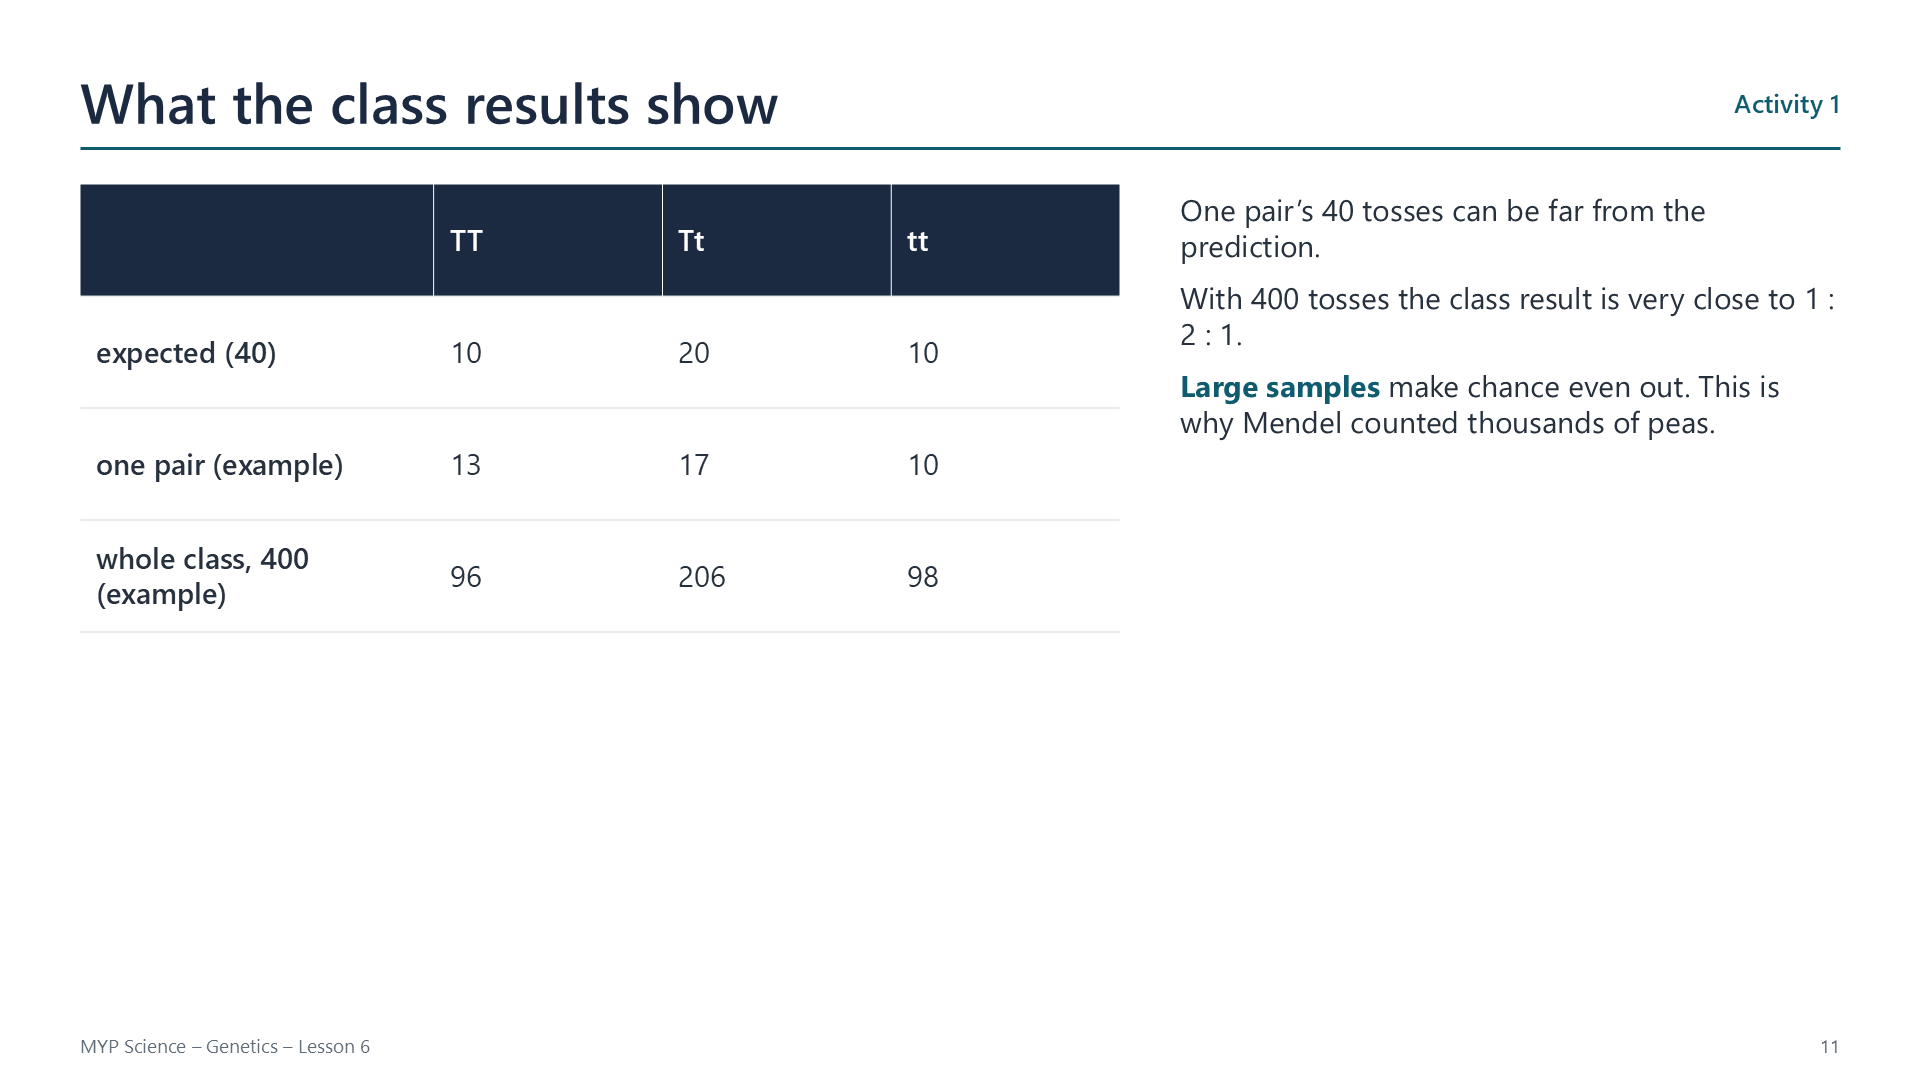 What the class results show
Activity 1
TT Tt tt
expected (40) 10 20 10
one pair (example) 13 17 10
whole class, 400
(example) 96 206 98
One pair’s 40 tosses can be far from the
prediction.
With 400 tosses the class result is very close to 1 :
2 : 1.
Large samples make chance even out. This is
why Mendel counted thousands of peas.
MYP Science – Genetics – Lesson 6
11